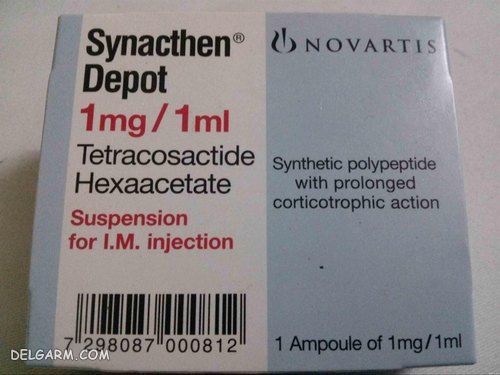 Synacthen®
Depot
1mg/1ml
Tetracosactide
Hexaacetate
Suspension
for I.M. injection
NOVARTIS
Synthetic polypeptide
with prolonged
corticotrophic action
7 298087 000812
DELGARM.COM
1 Ampoule of 1mg/1ml